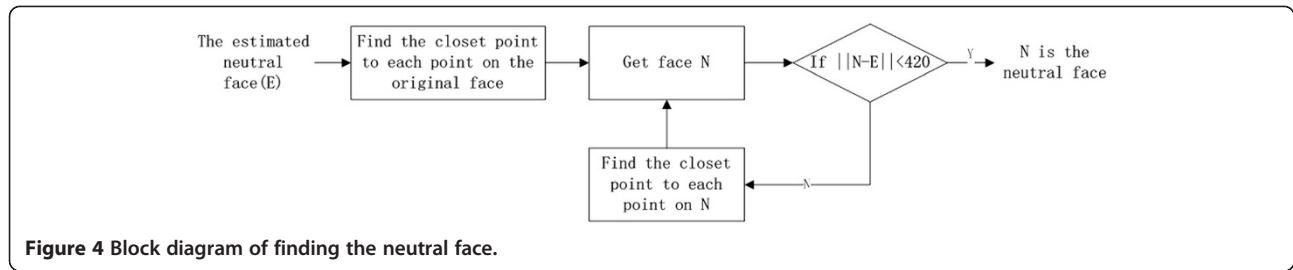 The estimated
neutral
face(E)
Find the closet point
to each point on the
original face
Get face N
If ||N-E||<420
Y
N is the
neutral face
Find the closet
point to each
point on N
N
Figure 4 Block diagram of finding the neutral face.